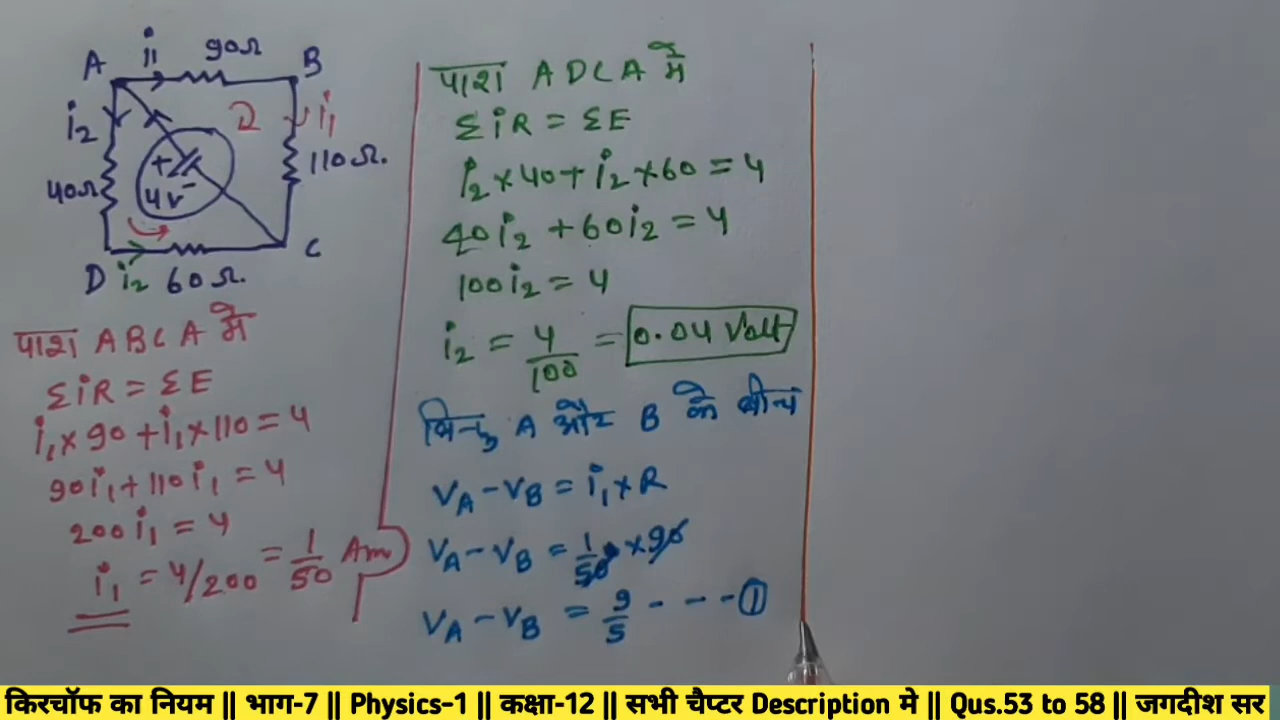 A i1 90Ω B
i2 i1
+ 4v -
40Ω 110Ω.
D i2 60Ω. C
पाश ABCA में
ΣiR = ΣE
i₁×90 + i₁×110 = 4
90i₁ + 110i₁ = 4
200i₁ = 4
i₁ = 4/200 = 1/50 Am
पाश ADCA में
ΣiR = ΣE
i₂×40 + i₂×60 = 4
40i₂ + 60i₂ = 4
100i₂ = 4
i₂ = 4/100 = 0.04 Volt
बिन्दु A और B के बीच
VA - VB = i₁×R
VA - VB = 1/50 × 90
VA - VB = 9/5 - - - - ①
किरचॉफ का नियम || भाग-7 || Physics-1 || कक्षा-12 || सभी चैप्टर Description मे || Qus.53 to 58 || जगदीश सर